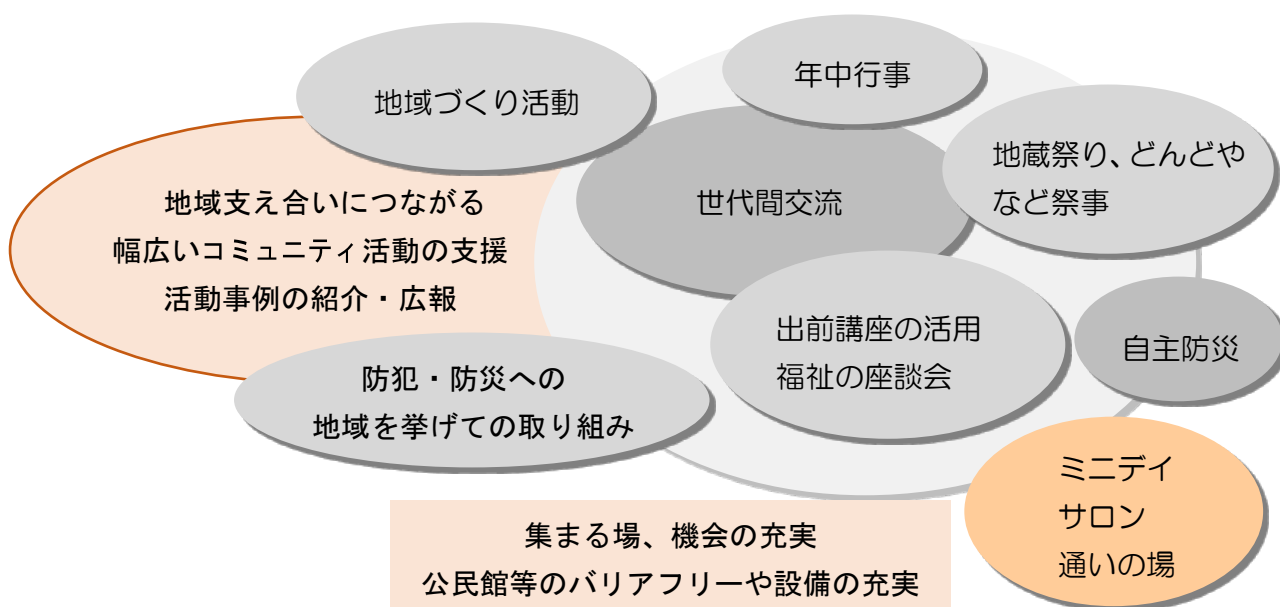 地域づくり活動
年中行事
地蔵祭り、どんどや
など祭事
世代間交流
地域支え合いにつながる
幅広いコミュニティ活動の支援
活動事例の紹介・広報
出前講座の活用
福祉の座談会
自主防災
防犯・防災への
地域を挙げての取り組み
ミニデイ
サロン
通いの場
集まる場、機会の充実
公民館等のバリアフリーや設備の充実